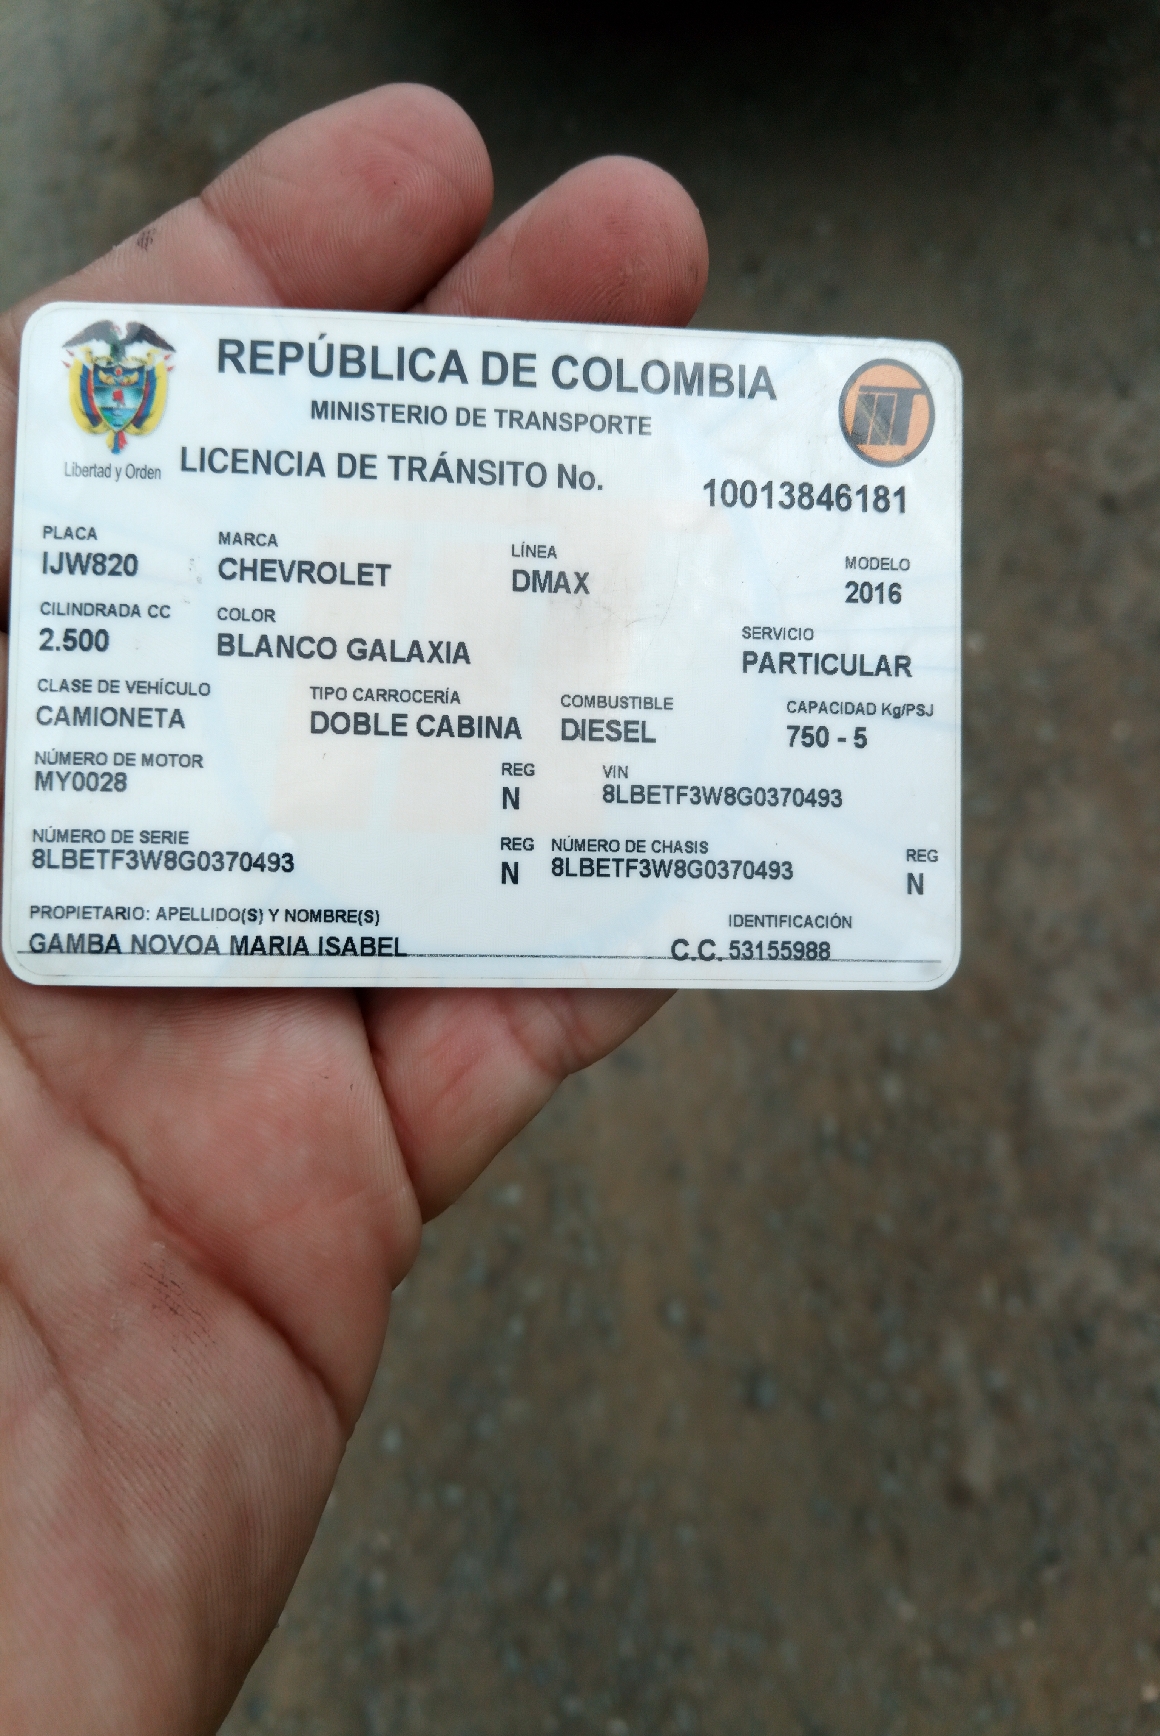 REPÚBLICA DE COLOMBIA
MINISTERIO DE TRANSPORTE
Libertad y Orden
LICENCIA DE TRÁNSITO No. 10013846181
PLACA MARCA LÍNEA MODELO
IJW820 CHEVROLET DMAX 2016
CILINDRADA CC COLOR SERVICIO
2.500 BLANCO GALAXIA PARTICULAR
CLASE DE VEHÍCULO TIPO CARROCERÍA COMBUSTIBLE CAPACIDAD Kg/PSJ
CAMIONETA DOBLE CABINA DIESEL 750 - 5
NÚMERO DE MOTOR REG VIN
MY0028 N 8LBETF3W8G0370493
NÚMERO DE SERIE REG NÚMERO DE CHASIS REG
8LBETF3W8G0370493 N 8LBETF3W8G0370493 N
PROPIETARIO: APELLIDO(S) Y NOMBRE(S) IDENTIFICACIÓN
GAMBA NOVOA MARIA ISABEL C.C. 53155988